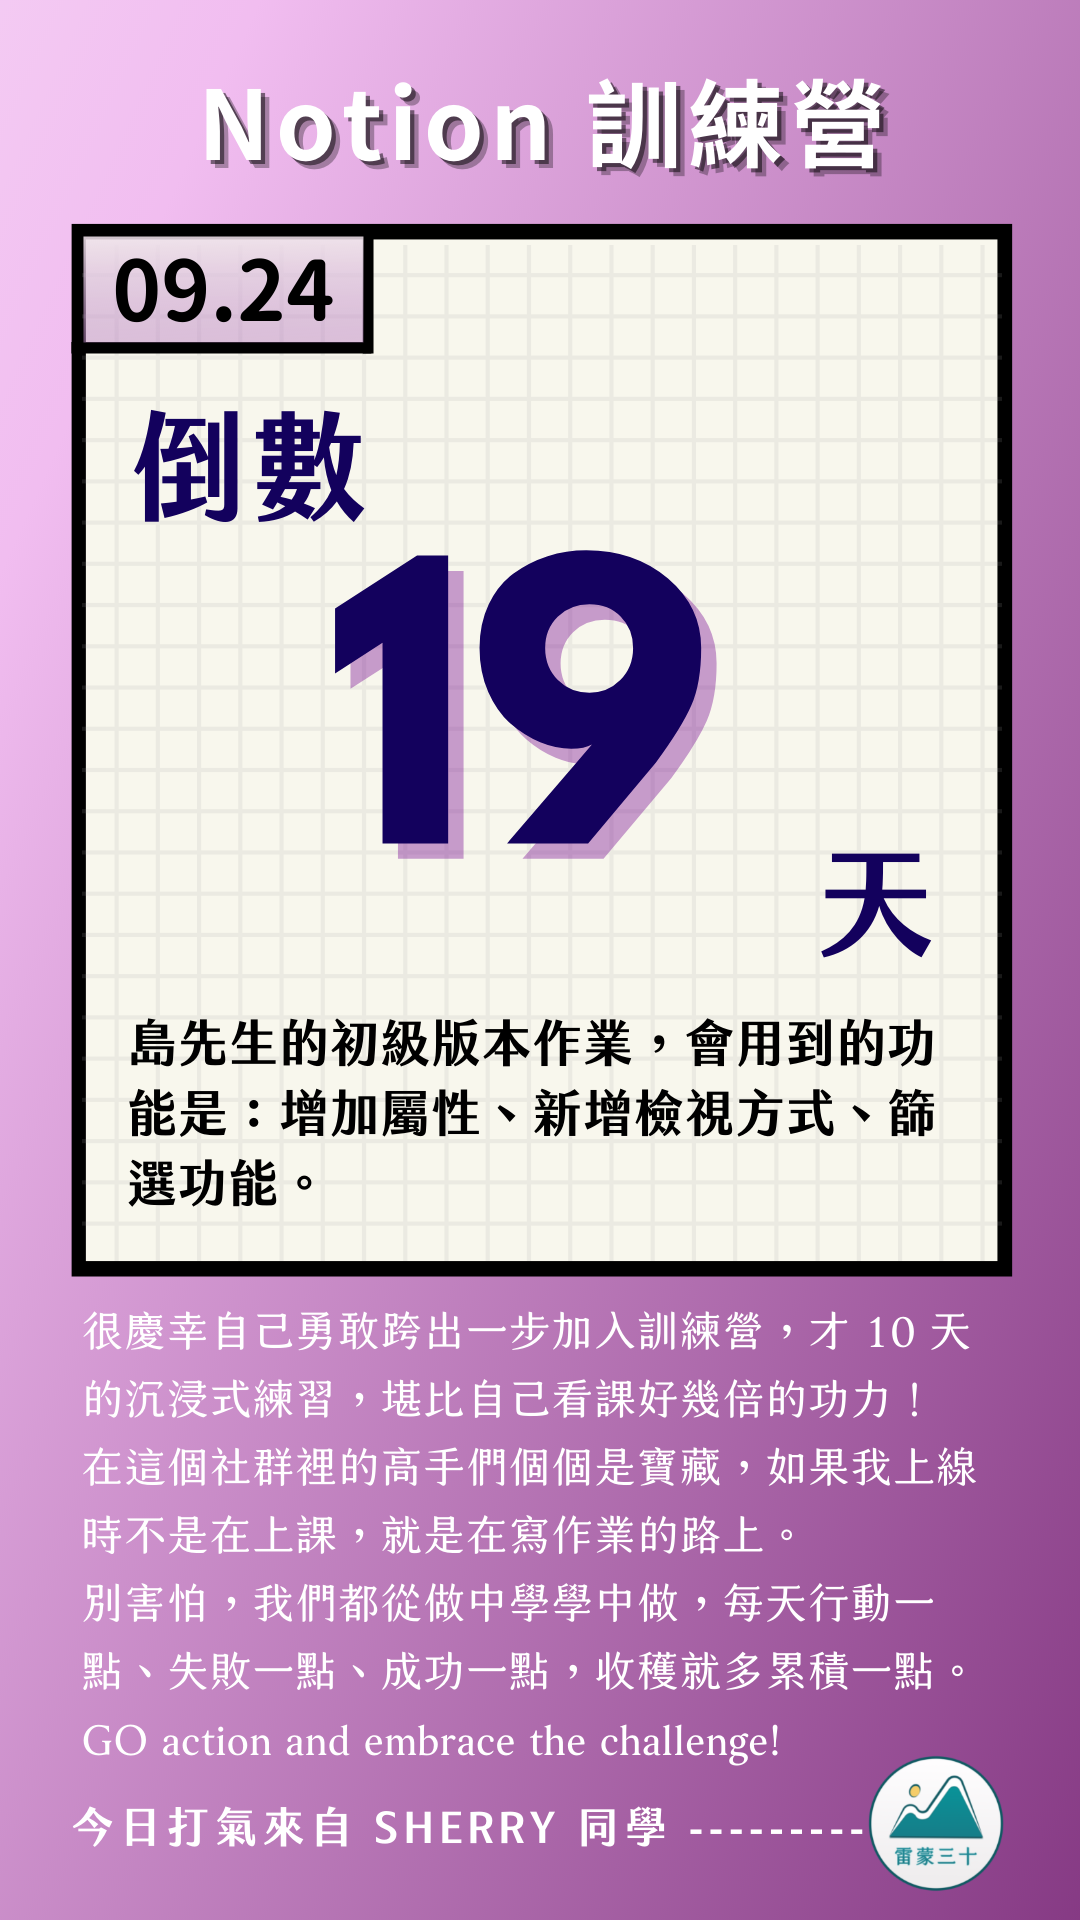 Notion 訓練營
09.24
倒數
19
天
島先生的初級版本作業，會用到的功
能是：增加屬性、新增檢視方式、篩
選功能。
很慶幸自己勇敢跨出一步加入訓練營，才 10 天
的沉浸式練習，堪比自己看課好幾倍的功力！
在這個社群裡的高手們個個是寶藏，如果我上線
時不是在上課，就是在寫作業的路上。
別害怕，我們都從做中學學中做，每天行動一
點、失敗一點、成功一點，收穫就多累積一點。
GO action and embrace the challenge!
今日打氣來自 SHERRY 同學 ---------
雷蒙三十